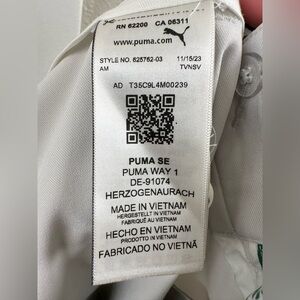 RN 62200 CA 06311
www.puma.com
STYLE NO. 625762-03 11/15/23
AM TVNSV
AD T35C9L4M00239
PUMA SE
PUMA WAY 1
DE-91074
HERZOGENAURACH
MADE IN VIETNAM
HERGESTELLT IN VIETNAM
FABRIQUÉ AU VIETNAM
HECHO EN VIETNAM
PRODOTTO IN VIETNAM
FABRICADO NO VIETNÃ